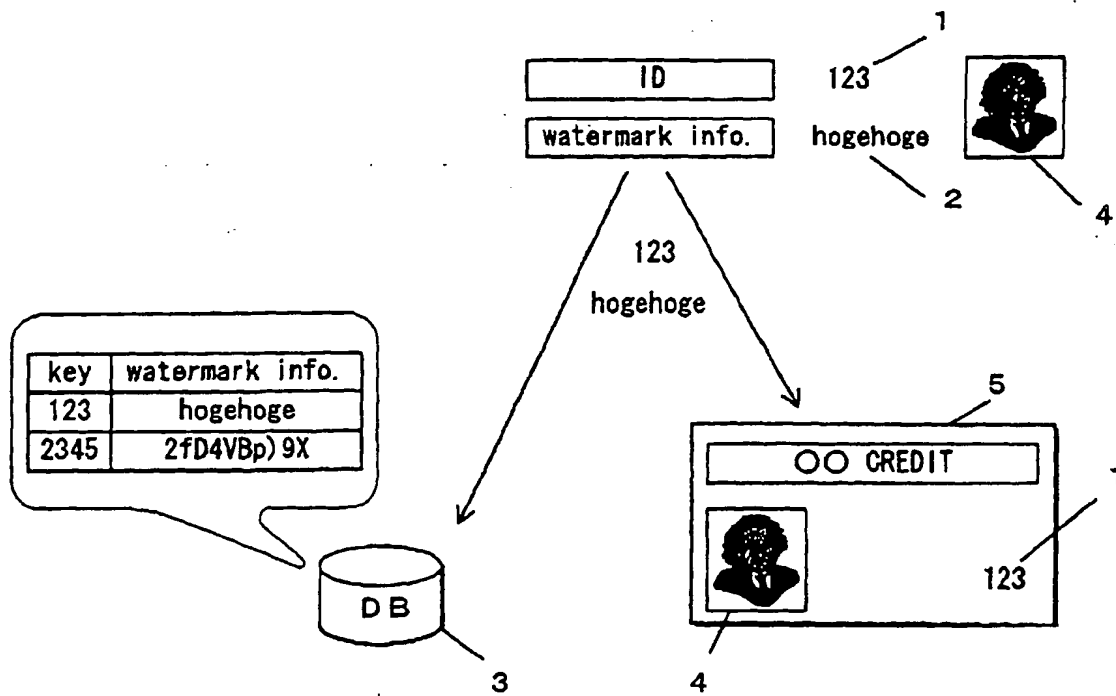 1
ID 123
watermark info. hogehoge
2
4
123
hogehoge
key watermark info.
123 hogehoge
2345 2fD4VBp)9X
5
○○ CREDIT
123
DB
3
4